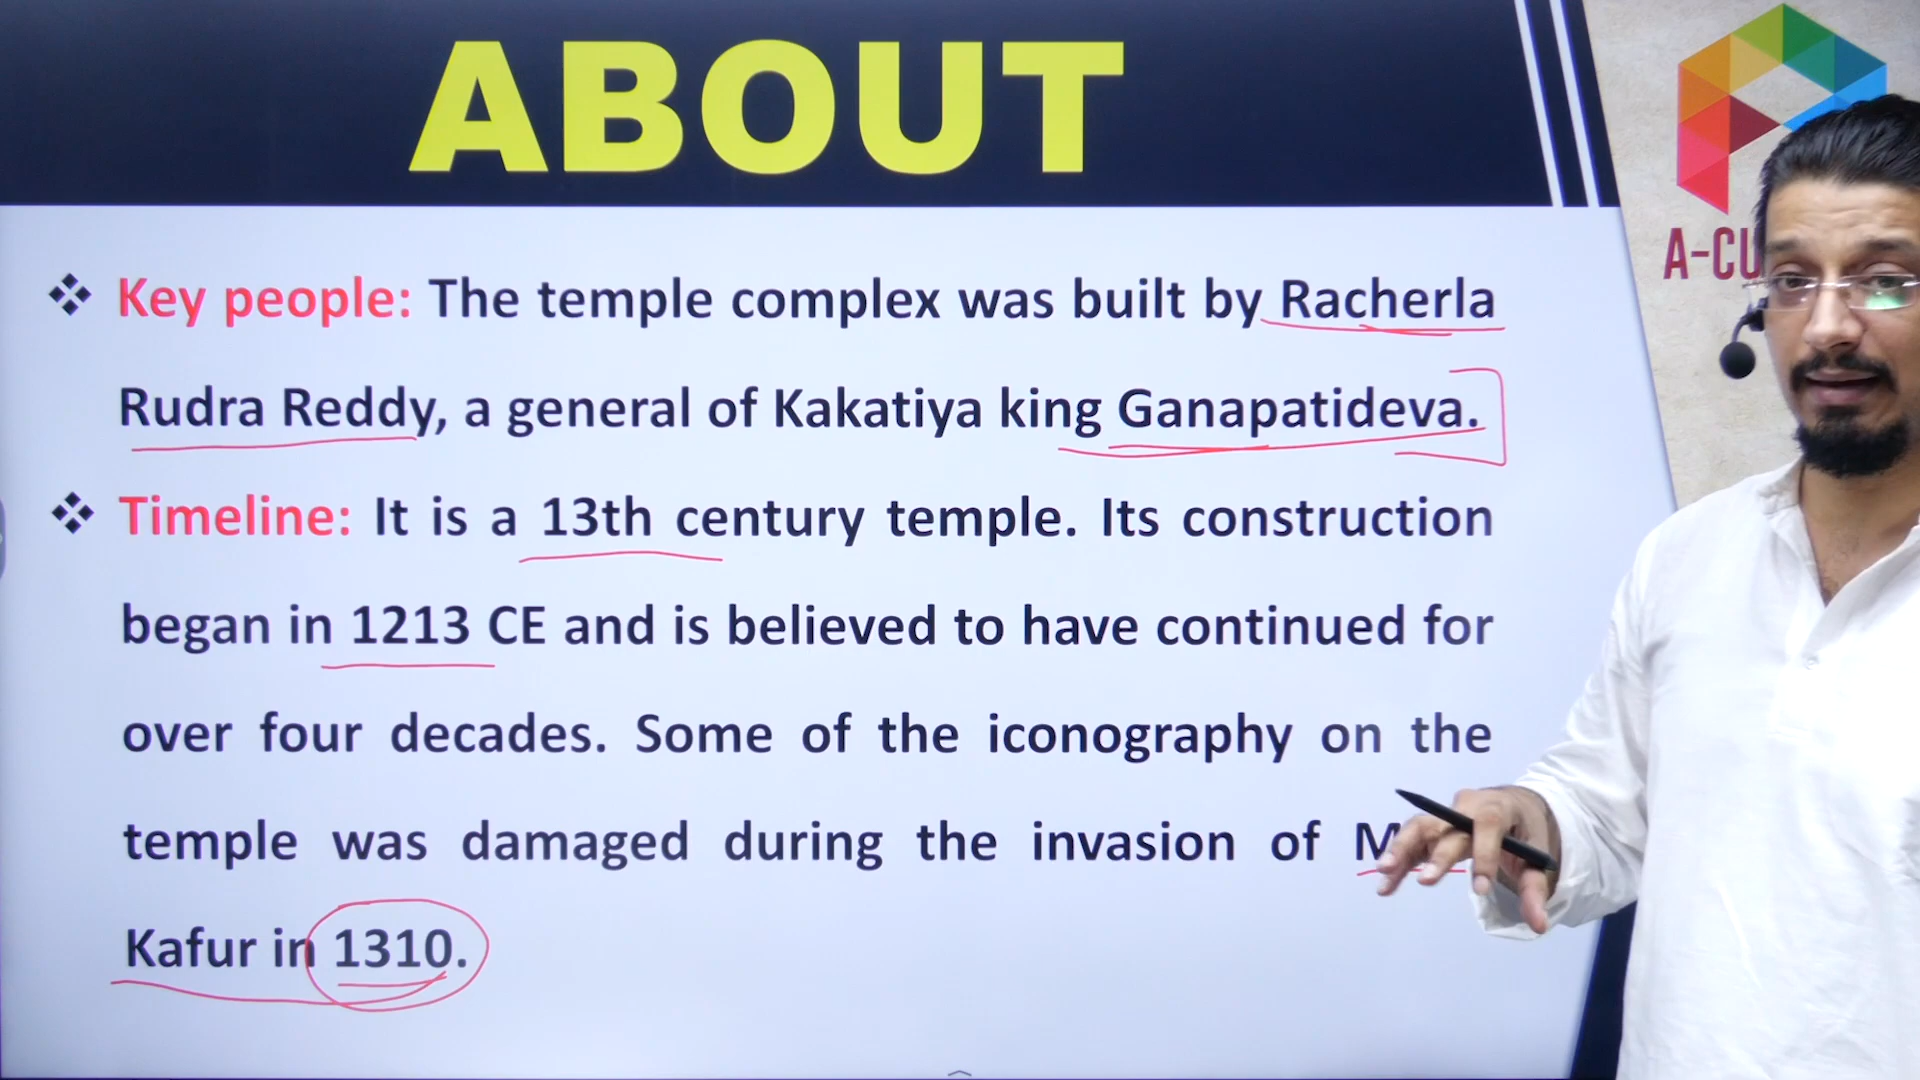 ABOUT
A-CU
Key people: The temple complex was built by Racherla
Rudra Reddy, a general of Kakatiya king Ganapatideva.
Timeline: It is a 13th century temple. Its construction
began in 1213 CE and is believed to have continued for
over four decades. Some of the iconography on the
temple was damaged during the invasion of
Kafur in 1310.